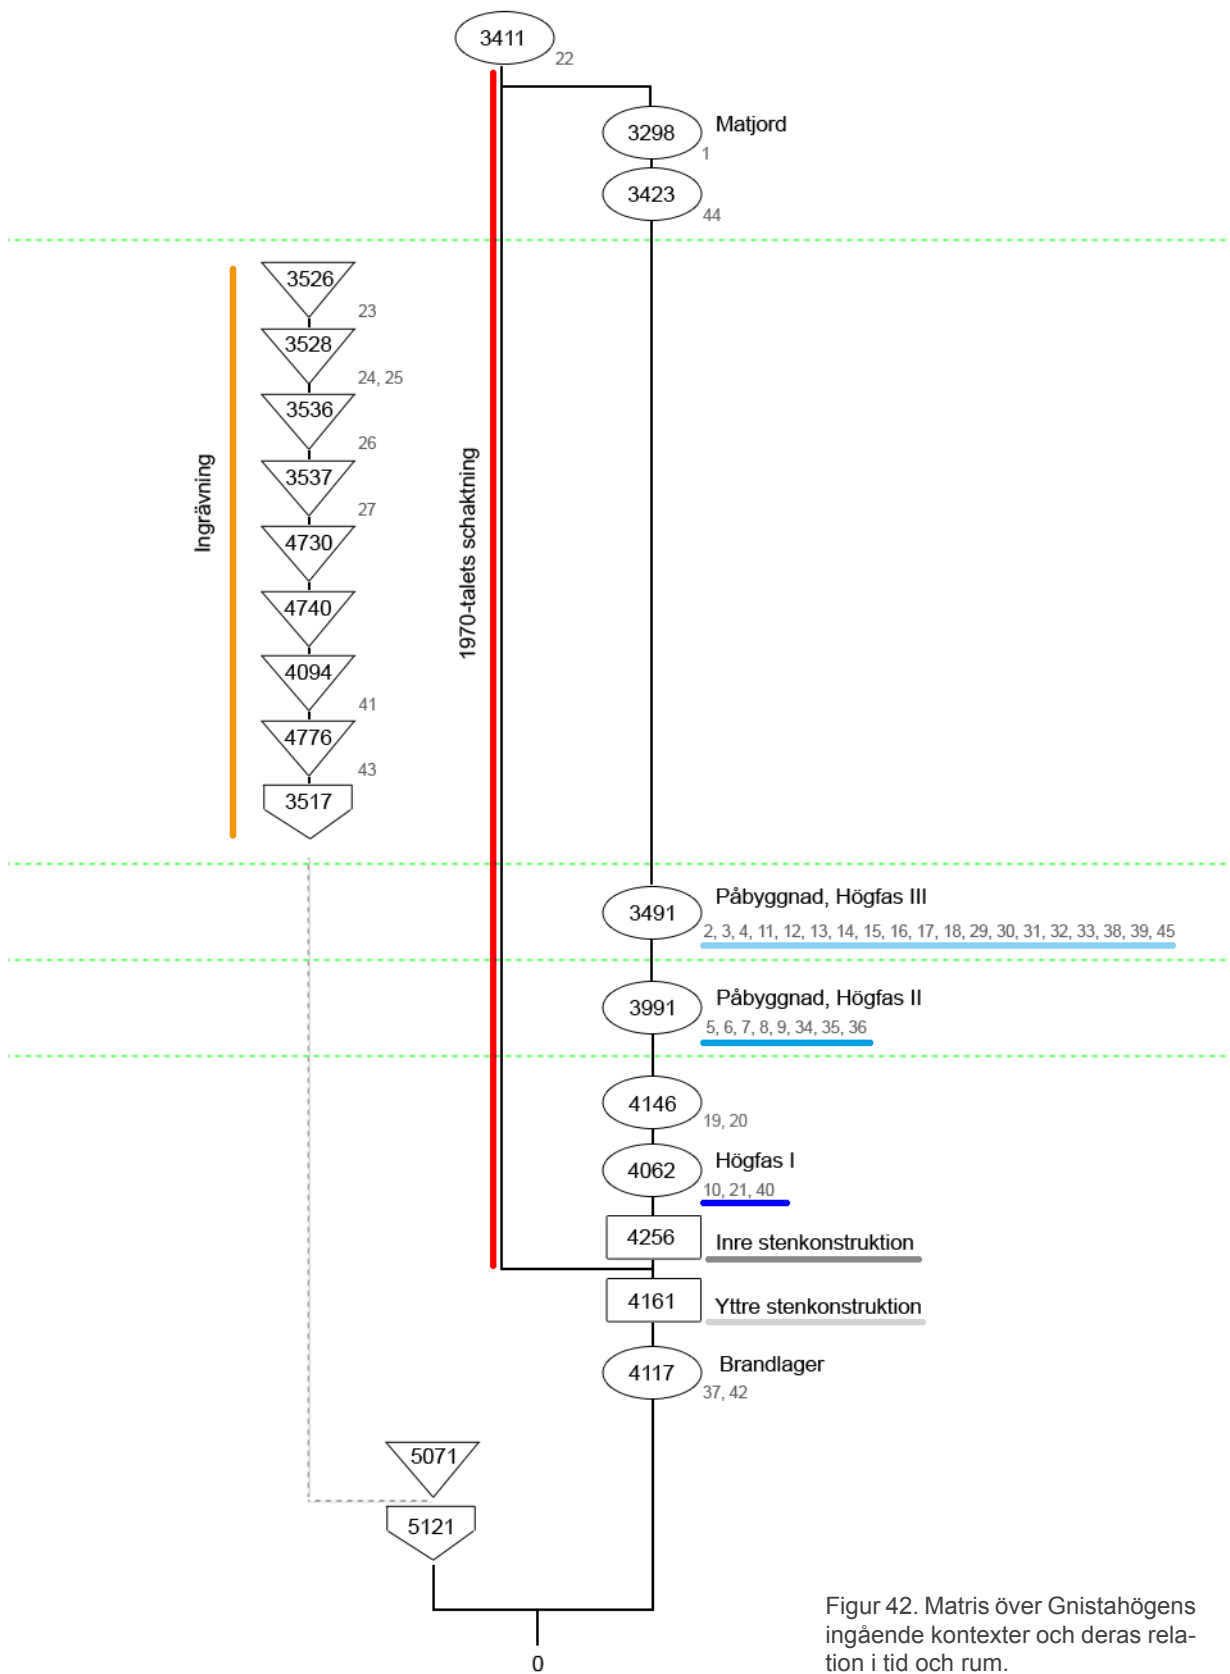 3411
22
3298
Matjord
1
3423
44
3526
23
3528
24, 25
3536
26
3537
27
4730
4740
4094
41
4776
43
3517
Ingrävning
1970-talets schaktning
3491
Påbyggnad, Högfas III
2, 3, 4, 11, 12, 13, 14, 15, 16, 17, 18, 29, 30, 31, 32, 33, 38, 39, 45
3991
Påbyggnad, Högfas II
5, 6, 7, 8, 9, 34, 35, 36
4146
19, 20
4062
Högfas I
10, 21, 40
4256
Inre stenkonstruktion
4161
Yttre stenkonstruktion
4117
Brandlager
37, 42
5071
5121
0
Figur 42. Matris över Gnistahögens
ingående kontexter och deras rela-
tion i tid och rum.